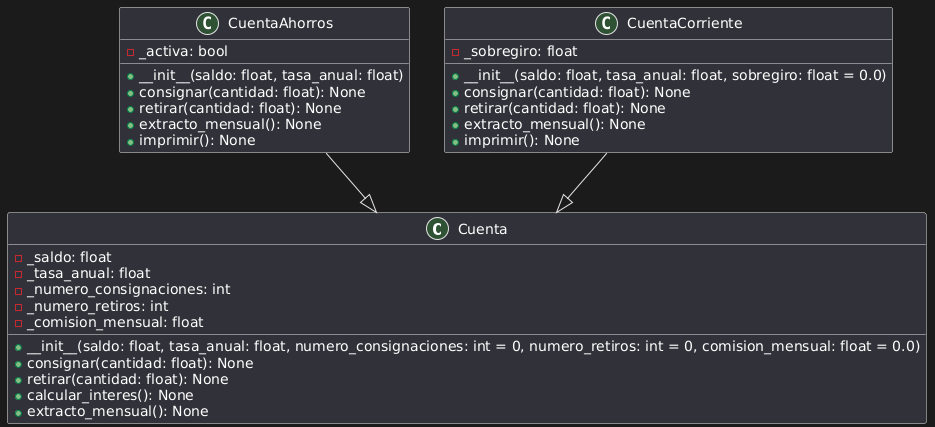 C CuentaAhorros
_activa: bool
__init__(saldo: float, tasa_anual: float)
consignar(cantidad: float): None
retirar(cantidad: float): None
extracto_mensual(): None
imprimir(): None
C CuentaCorriente
_sobregiro: float
__init__(saldo: float, tasa_anual: float, sobregiro: float = 0.0)
consignar(cantidad: float): None
retirar(cantidad: float): None
extracto_mensual(): None
imprimir(): None
C Cuenta
_saldo: float
_tasa_anual: float
_numero_consignaciones: int
_numero_retiros: int
_comision_mensual: float
__init__(saldo: float, tasa_anual: float, numero_consignaciones: int = 0, numero_retiros: int = 0, comision_mensual: float = 0.0)
consignar(cantidad: float): None
retirar(cantidad: float): None
calcular_interes(): None
extracto_mensual(): None